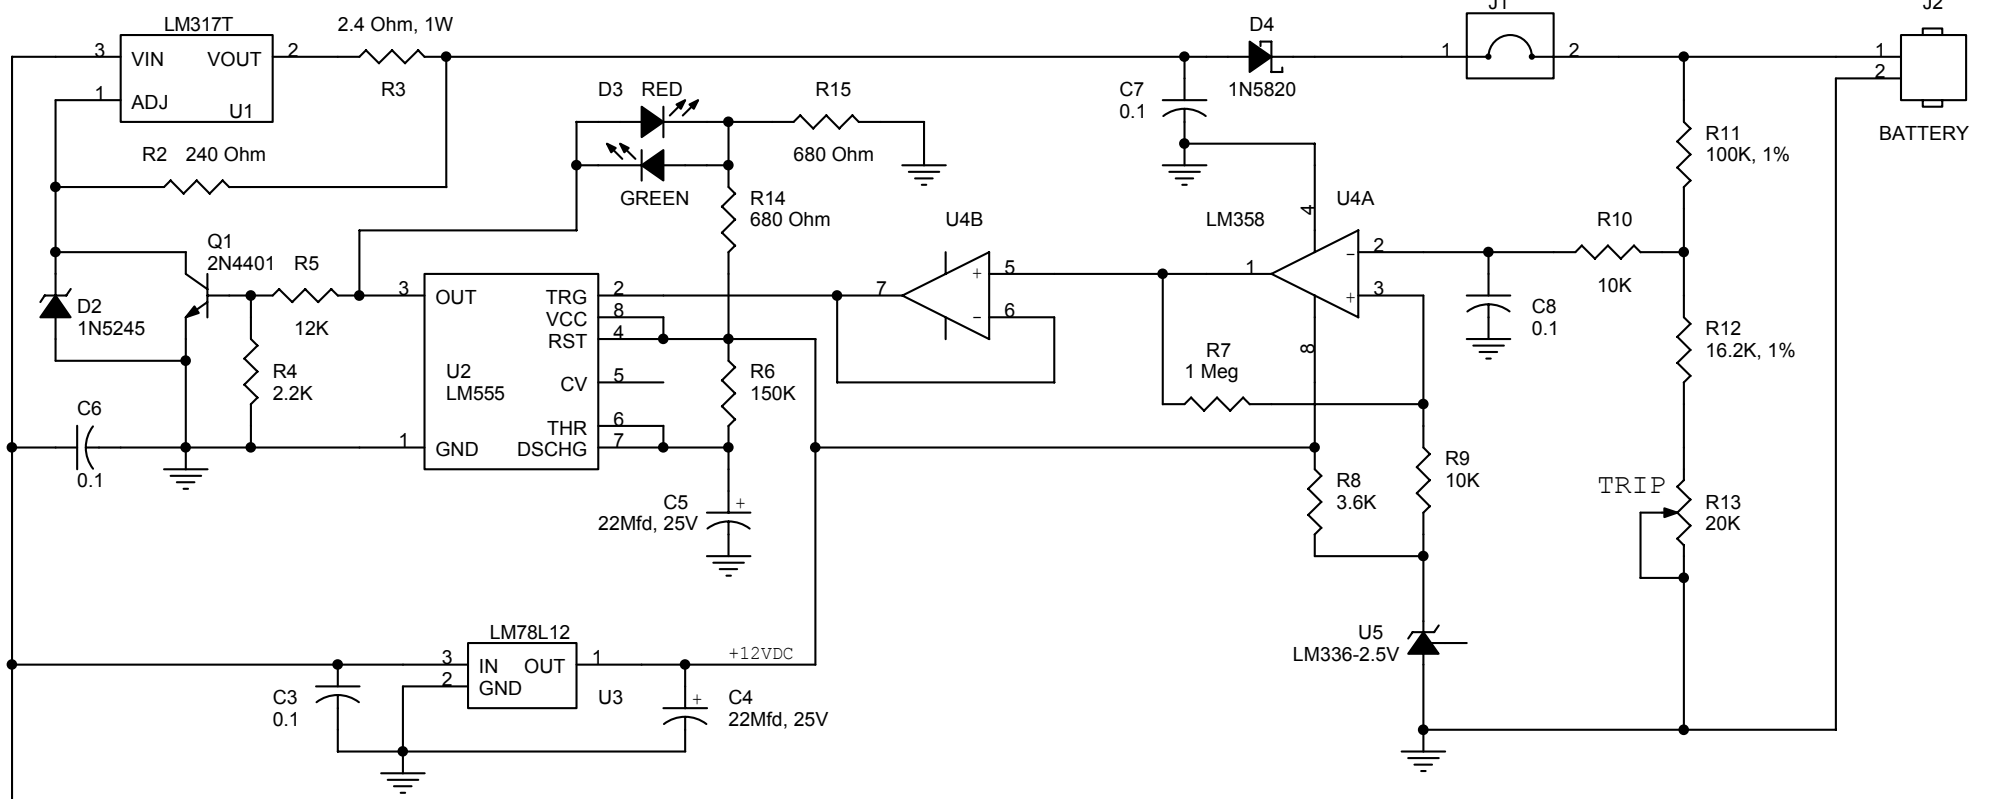 LM317T
3 VIN VOUT 2
1 ADJ
U1
2.4 Ohm, 1W
R3
R2 240 Ohm
D3 RED
GREEN
R15
680 Ohm
R14
680 Ohm
C7
0.1
D4
1N5820
J1
1 2
J2
1
2
BATTERY
R11
100K, 1%
Q1
2N4401
R5
12K
D2
1N5245
R4
2.2K
C6
0.1
3 OUT
TRG 2
VCC 8
RST 4
U2
LM555
CV 5
THR 6
1 GND
DSCHG 7
R6
150K
C5 +
22Mfd, 25V
U4B
7
+ 5
- 6
LM358
U4A
4
1
- 2
+ 3
8
R7
1 Meg
R10
10K
C8
0.1
R12
16.2K, 1%
R8
3.6K
R9
10K
TRIP
R13
20K
LM78L12
3 IN OUT 1
2 GND
U3
+12VDC
C3
0.1
+ C4
22Mfd, 25V
U5
LM336-2.5V